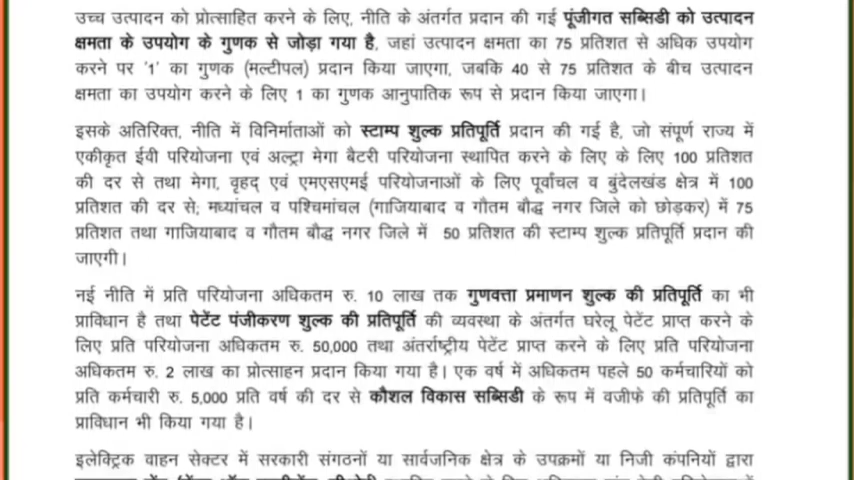 उच्च उत्पादन को प्रोत्साहित करने के लिए, नीति के अंतर्गत प्रदान की गई पूंजीगत सब्सिडी को उत्पादन
क्षमता के उपयोग के गुणक से जोड़ा गया है, जहां उत्पादन क्षमता का 75 प्रतिशत से अधिक उपयोग
करने पर '1' का गुणक (मल्टीपल) प्रदान किया जाएगा, जबकि 40 से 75 प्रतिशत के बीच उत्पादन
क्षमता का उपयोग करने के लिए 1 का गुणक आनुपातिक रूप से प्रदान किया जाएगा।
इसके अतिरिक्त, नीति में विनिर्माताओं को स्टाम्प शुल्क प्रतिपूर्ति प्रदान की गई है, जो संपूर्ण राज्य में
एकीकृत ईवी परियोजना एवं अल्ट्रा मेगा बैटरी परियोजना स्थापित करने के लिए के लिए 100 प्रतिशत
की दर से तथा मेगा, वृहद् एवं एमएसएमई परियोजनाओं के लिए पूर्वांचल व बुंदेलखंड क्षेत्र में 100
प्रतिशत की दर से; मध्यांचल व पश्चिमांचल (गाजियाबाद व गौतम बौद्ध नगर जिले को छोड़कर) में 75
प्रतिशत तथा गाजियाबाद व गौतम बौद्ध नगर जिले में 50 प्रतिशत की स्टाम्प शुल्क प्रतिपूर्ति प्रदान की
जाएगी।
नई नीति में प्रति परियोजना अधिकतम रु. 10 लाख तक गुणवत्ता प्रमाणन शुल्क की प्रतिपूर्ति का भी
प्राविधान है तथा पेटेंट पंजीकरण शुल्क की प्रतिपूर्ति की व्यवस्था के अंतर्गत घरेलू पेटेंट प्राप्त करने के
लिए प्रति परियोजना अधिकतम रु. 50,000 तथा अंतर्राष्ट्रीय पेटेंट प्राप्त करने के लिए प्रति परियोजना
अधिकतम रु. 2 लाख का प्रोत्साहन प्रदान किया गया है। एक वर्ष में अधिकतम पहले 50 कर्मचारियों को
प्रति कर्मचारी रु. 5,000 प्रति वर्ष की दर से कौशल विकास सब्सिडी के रूप में वजीफे की प्रतिपूर्ति का
प्राविधान भी किया गया है।
इलेक्ट्रिक वाहन सेक्टर में सरकारी संगठनों या सार्वजनिक क्षेत्र के उपक्रमों या निजी कंपनियों द्वारा